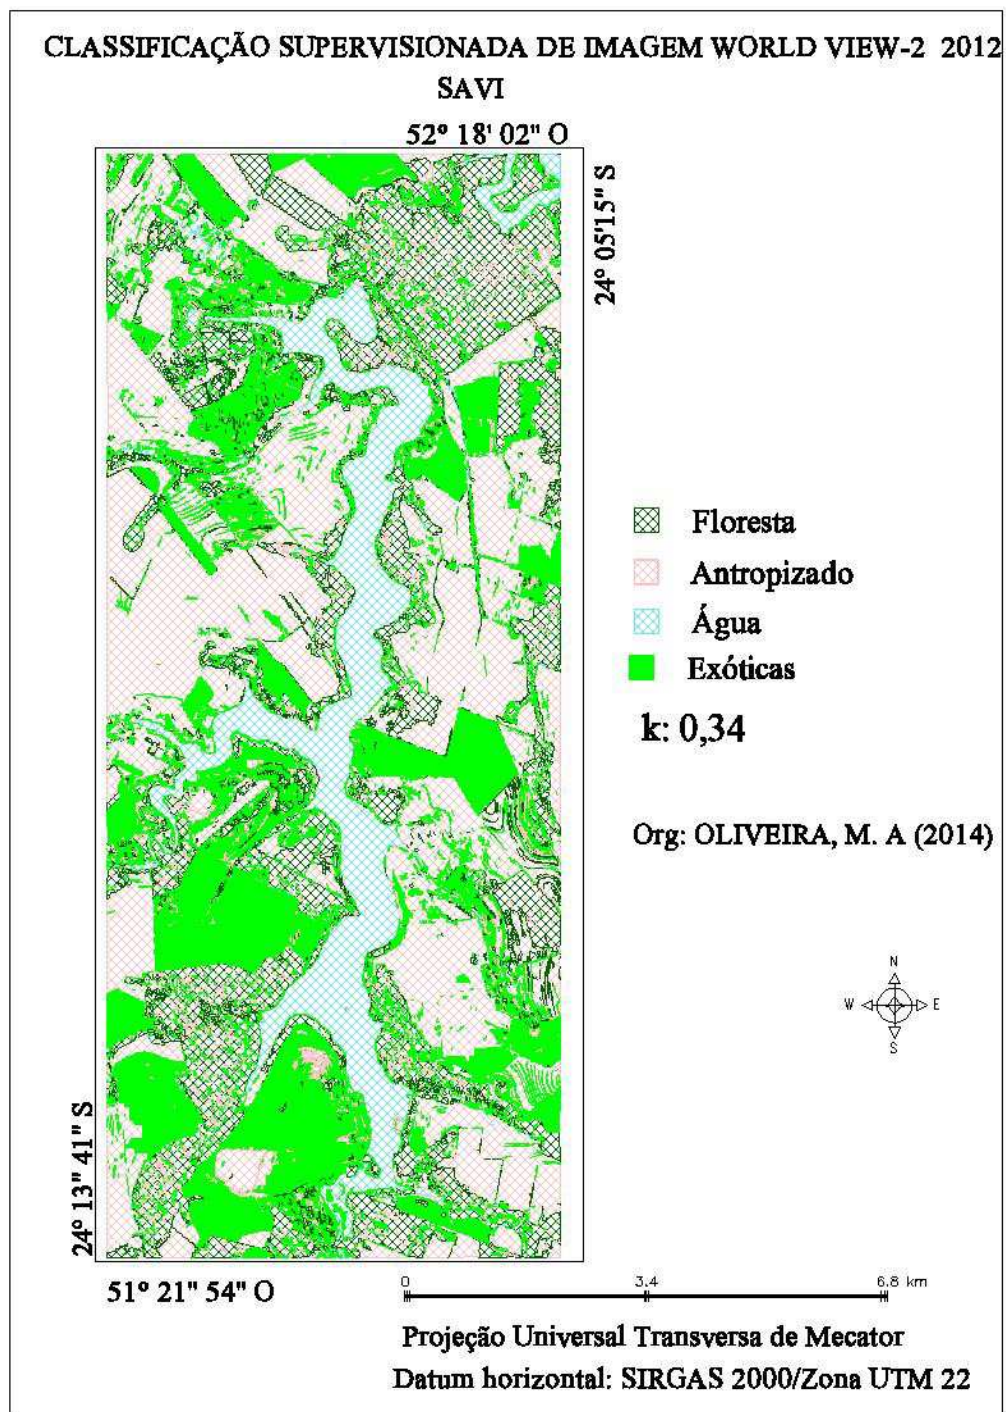 CLASSIFICAÇÃO SUPERVISIONADA DE IMAGEM WORLD VIEW-2 2012
SAVI
52º 18' 02" O
24º 05'15" S
Floresta
Antropizado
Água
Exóticas
k: 0,34
Org: OLIVEIRA, M. A (2014)
N
W E
S
24º 13" 41" S
51º 21" 54" O
0 3.4 6.8 km
Projeção Universal Transversa de Mecator
Datum horizontal: SIRGAS 2000/Zona UTM 22